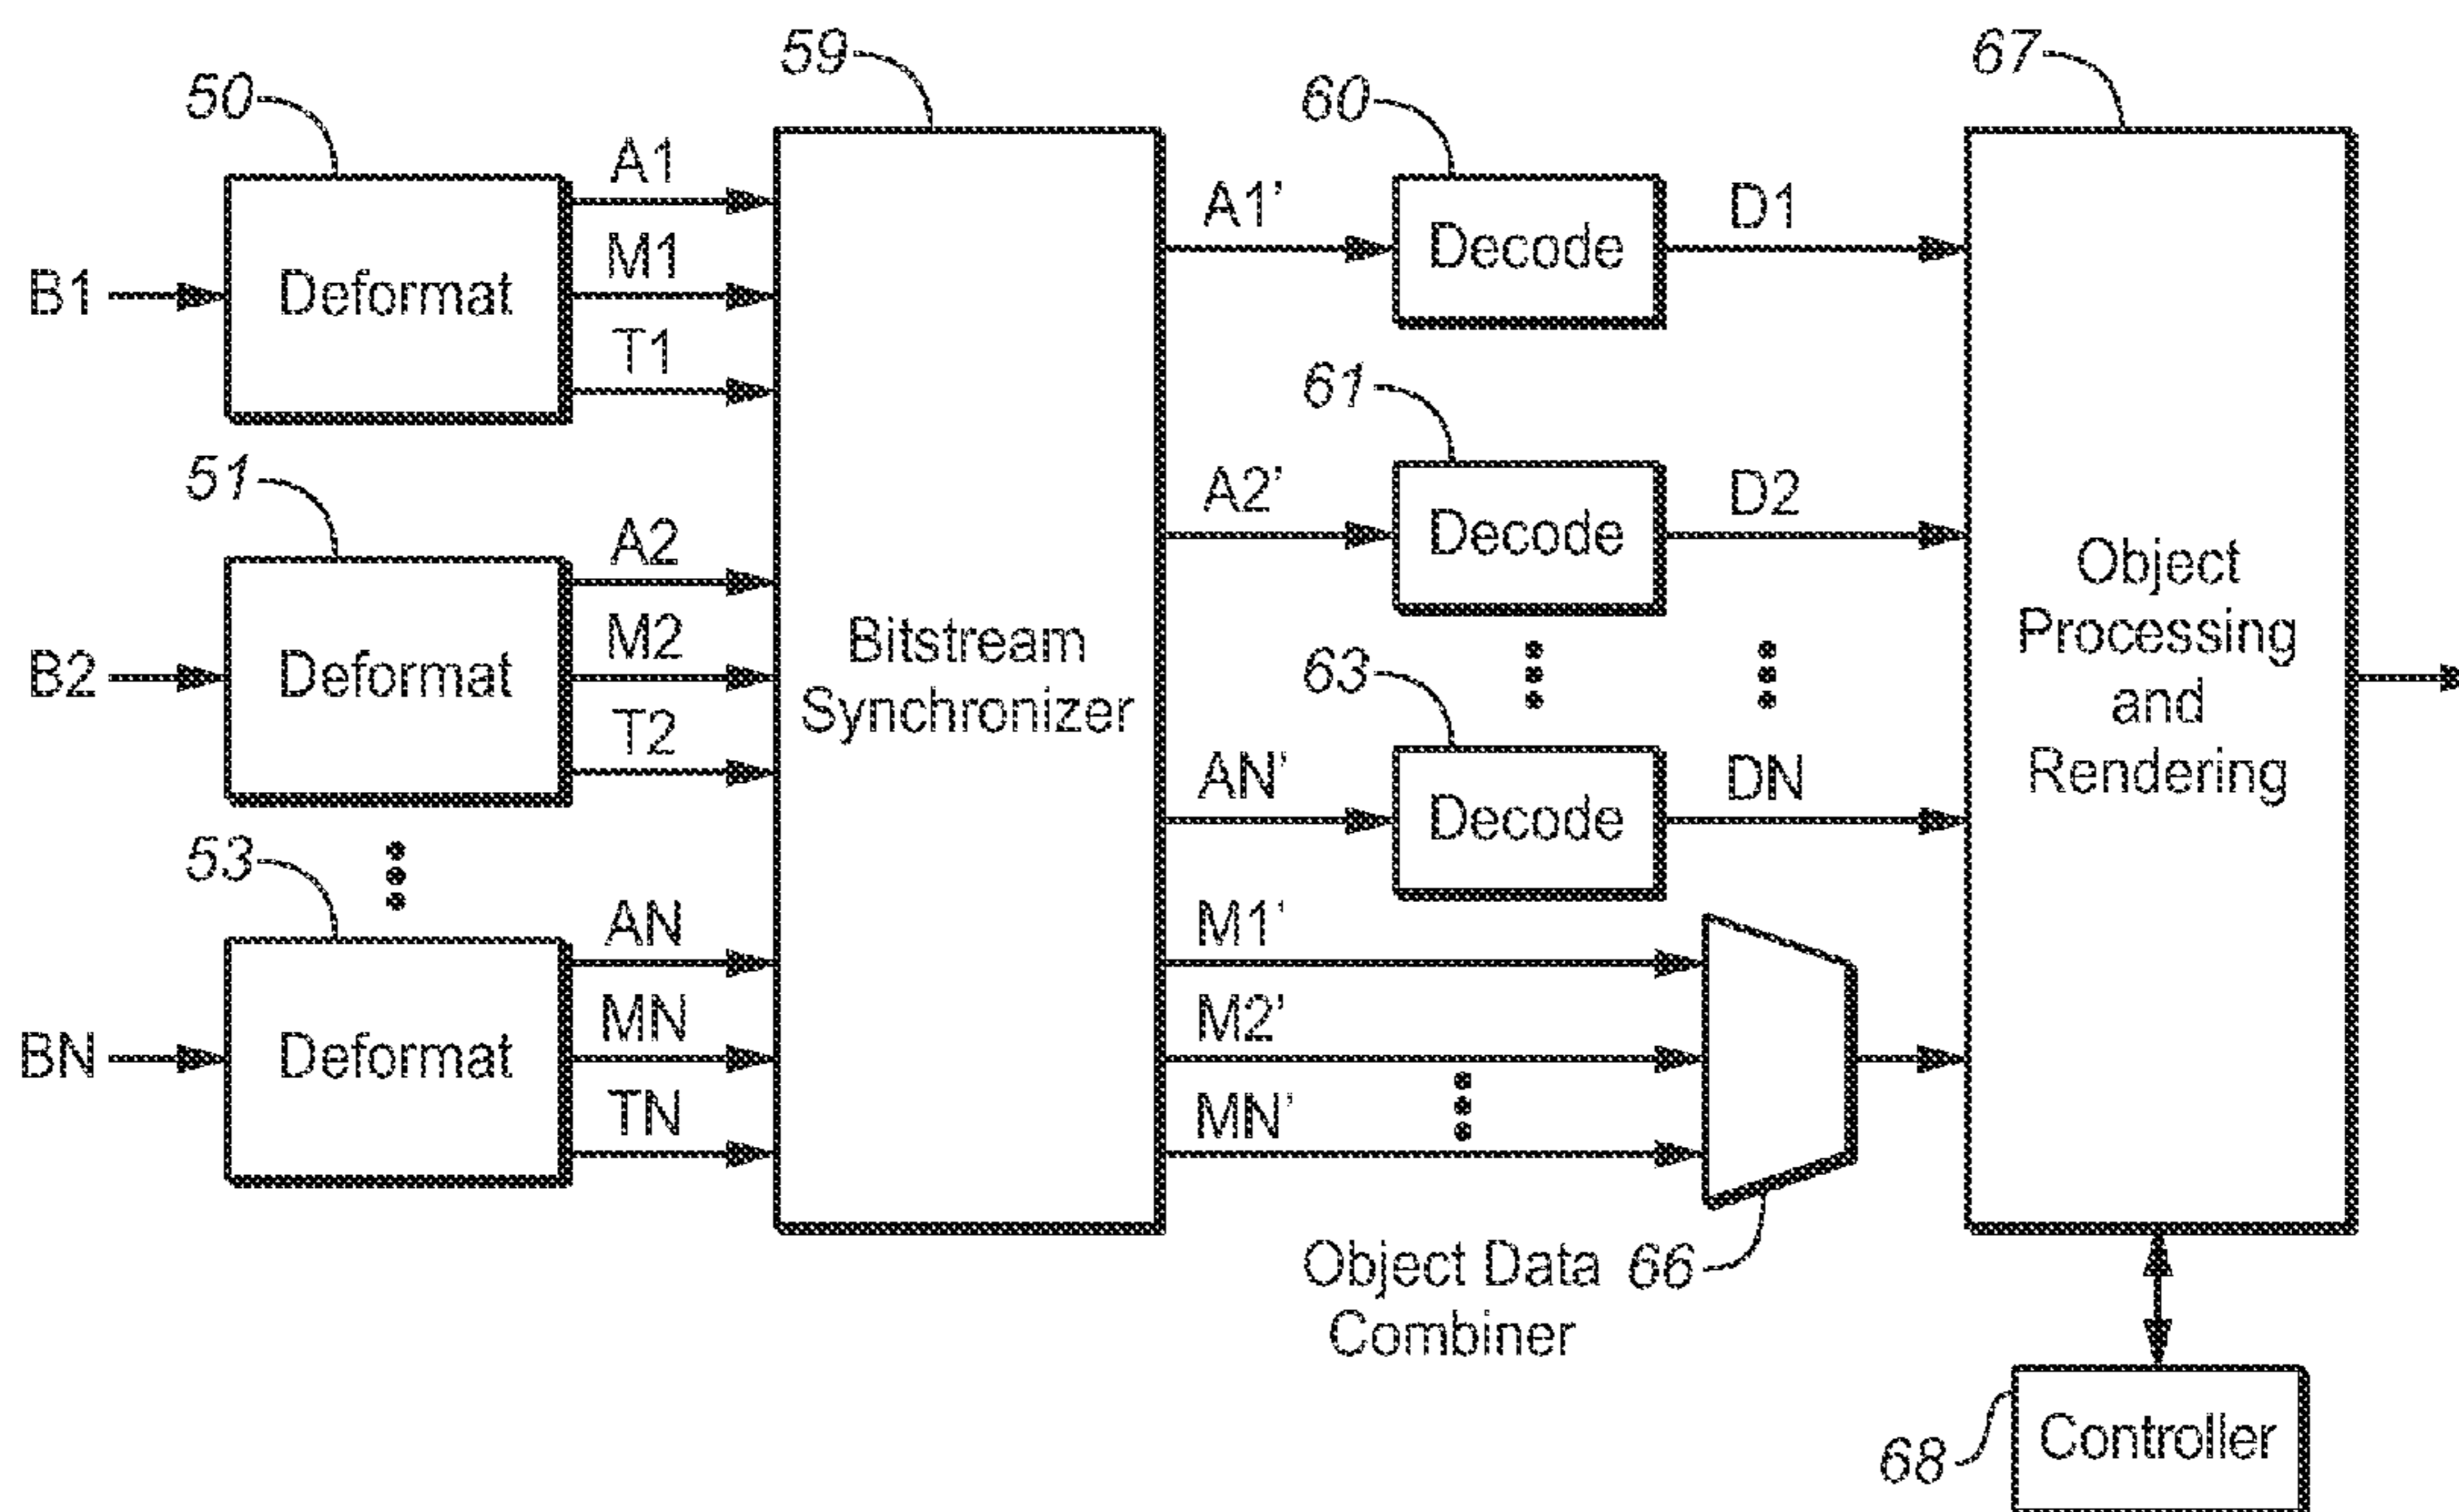 59
67
50
60
A1
A1’
D1
M1
Decode
B1
Deformat
T1
61
51
A2’
D2
A2
Decode
Object
Processing
and
Rendering
M2
Bitstream
Synchronizer
B2
Deformat
63
T2
AN’
DN
Decode
53
AN
M1’
MN
M2’
BN
Deformat
TN
MN’
Object Data 66
Combiner
Controller
68